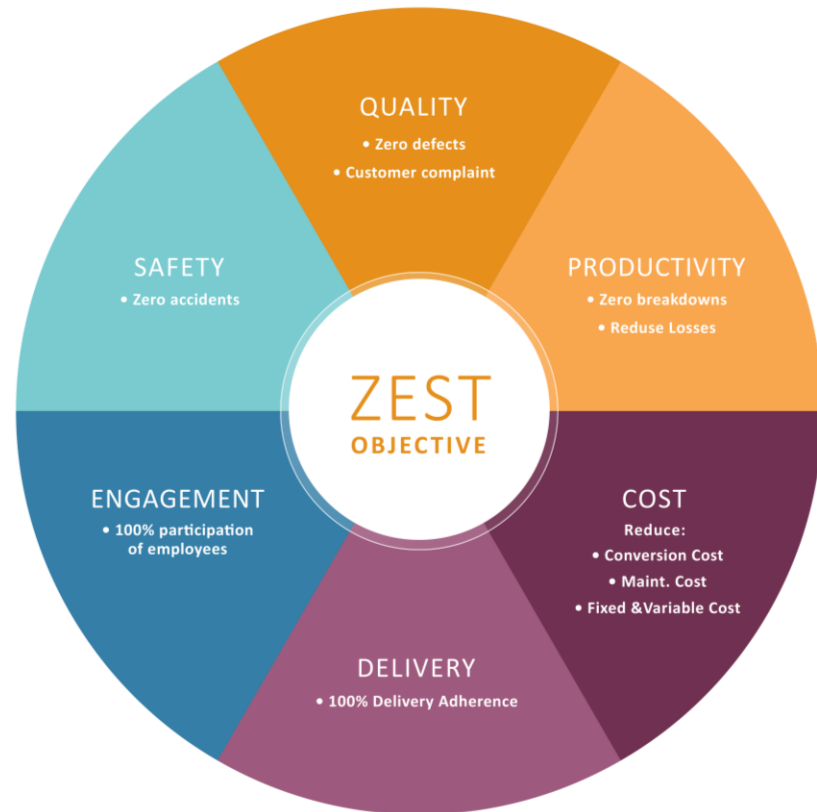 QUALITY
• Zero defects
• Customer complaint
PRODUCTIVITY
• Zero breakdowns
• Reduse Losses
COST
Reduce:
• Conversion Cost
• Maint. Cost
• Fixed &Variable Cost
DELIVERY
• 100% Delivery Adherence
ENGAGEMENT
• 100% participation
of employees
SAFETY
• Zero accidents
ZEST
OBJECTIVE